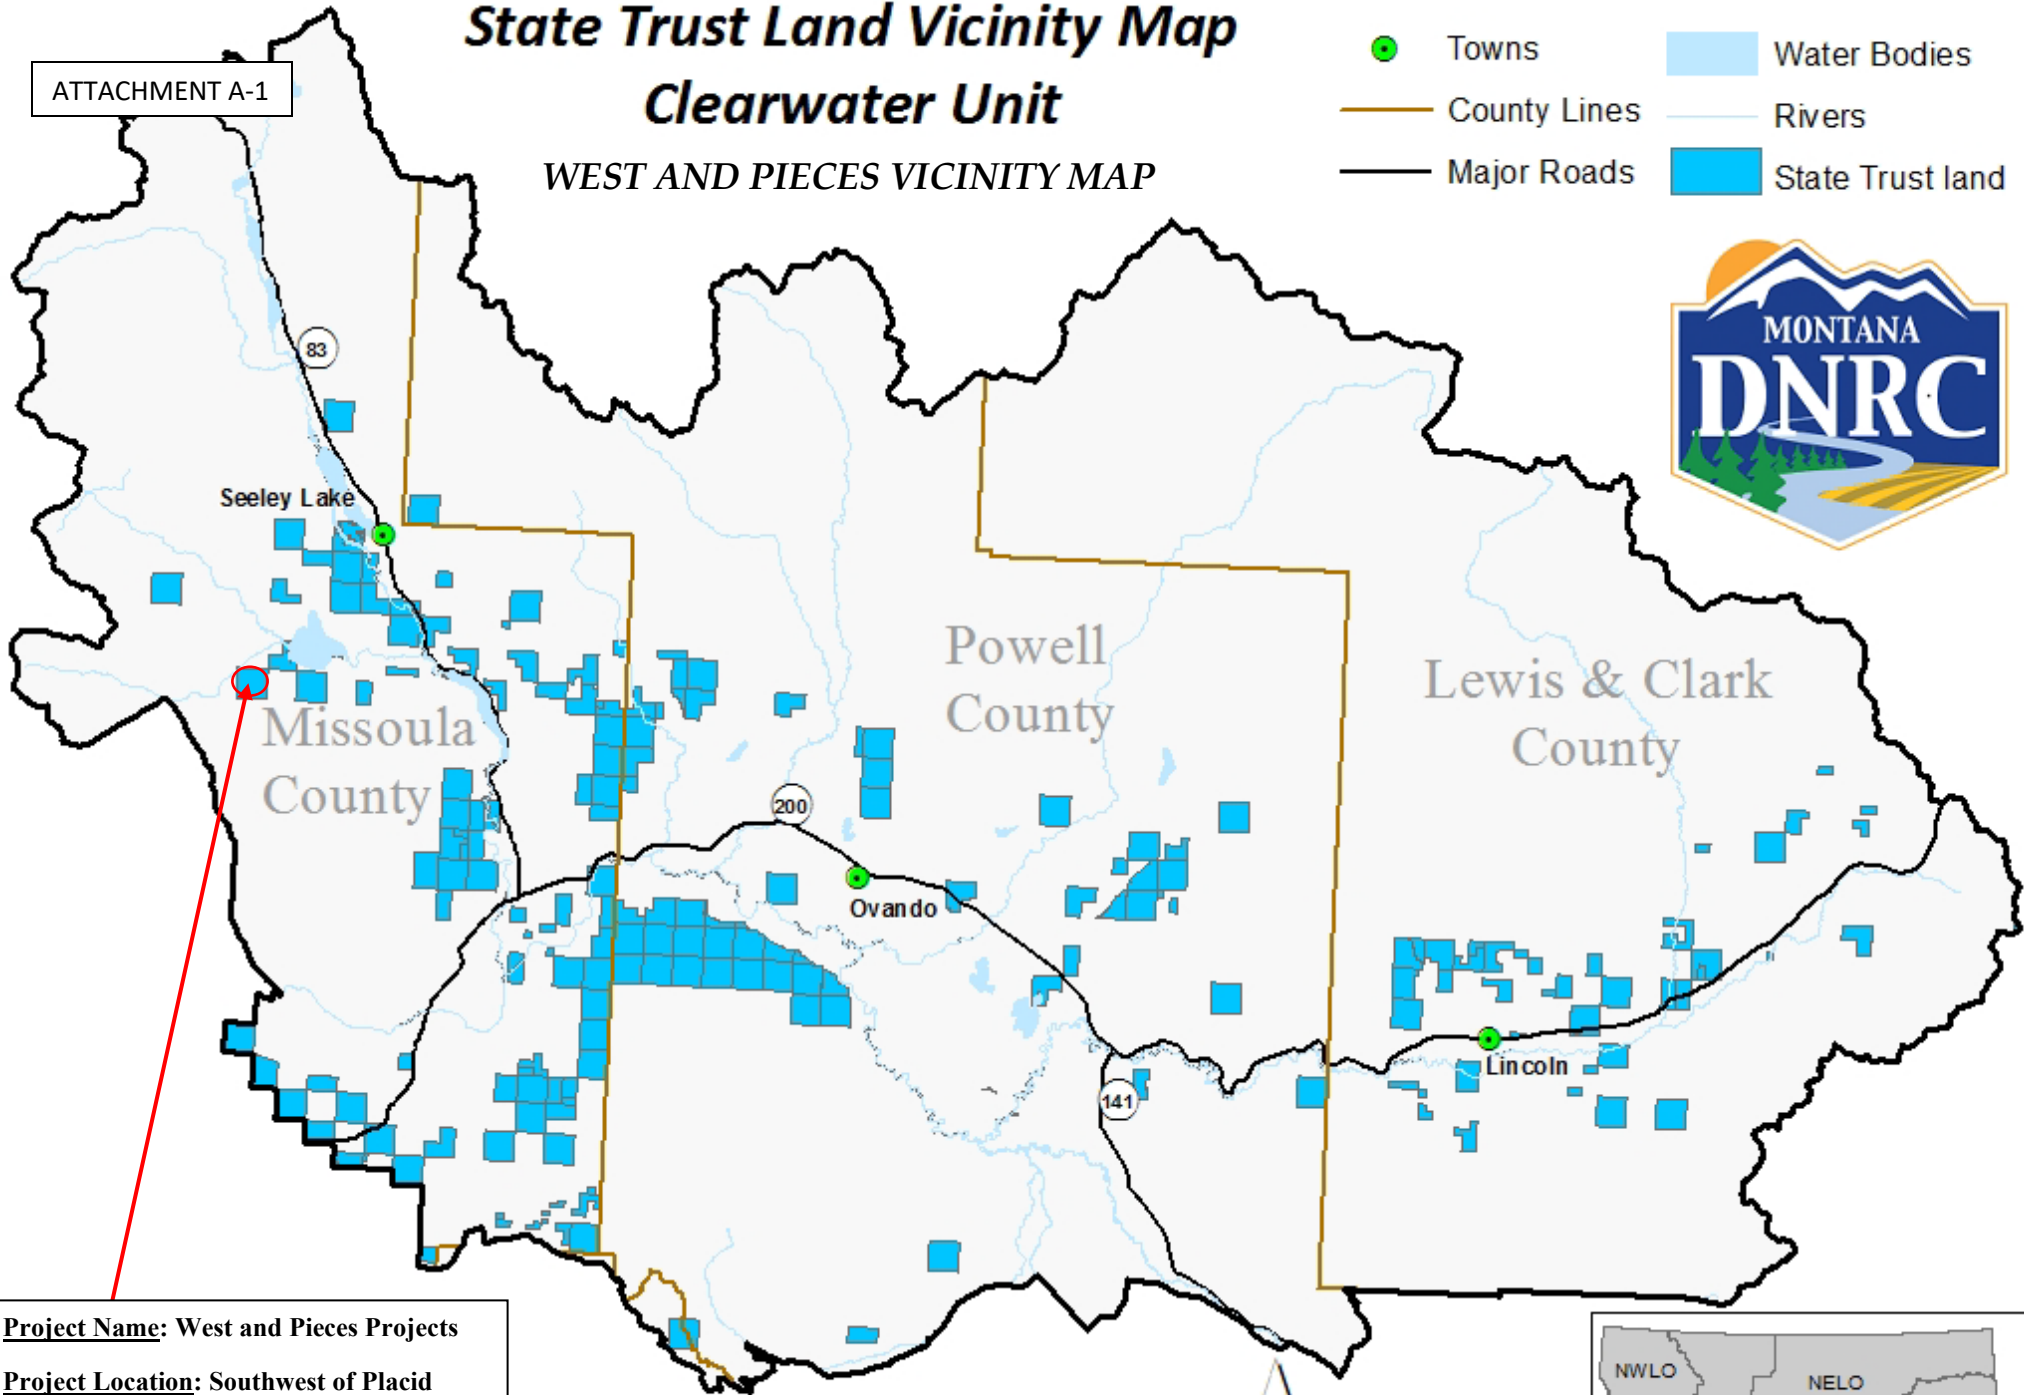 State Trust Land Vicinity Map
Clearwater Unit
WEST AND PIECES VICINITY MAP
ATTACHMENT A-1
Towns
County Lines
Major Roads
Water Bodies
Rivers
State Trust land
MONTANA
DNRC
83
Seeley Lake
Missoula
County
Powell
County
Lewis & Clark
County
200
Ovando
Lincoln
141
Project Name: West and Pieces Projects
Project Location: Southwest of Placid
NWLO
NELO